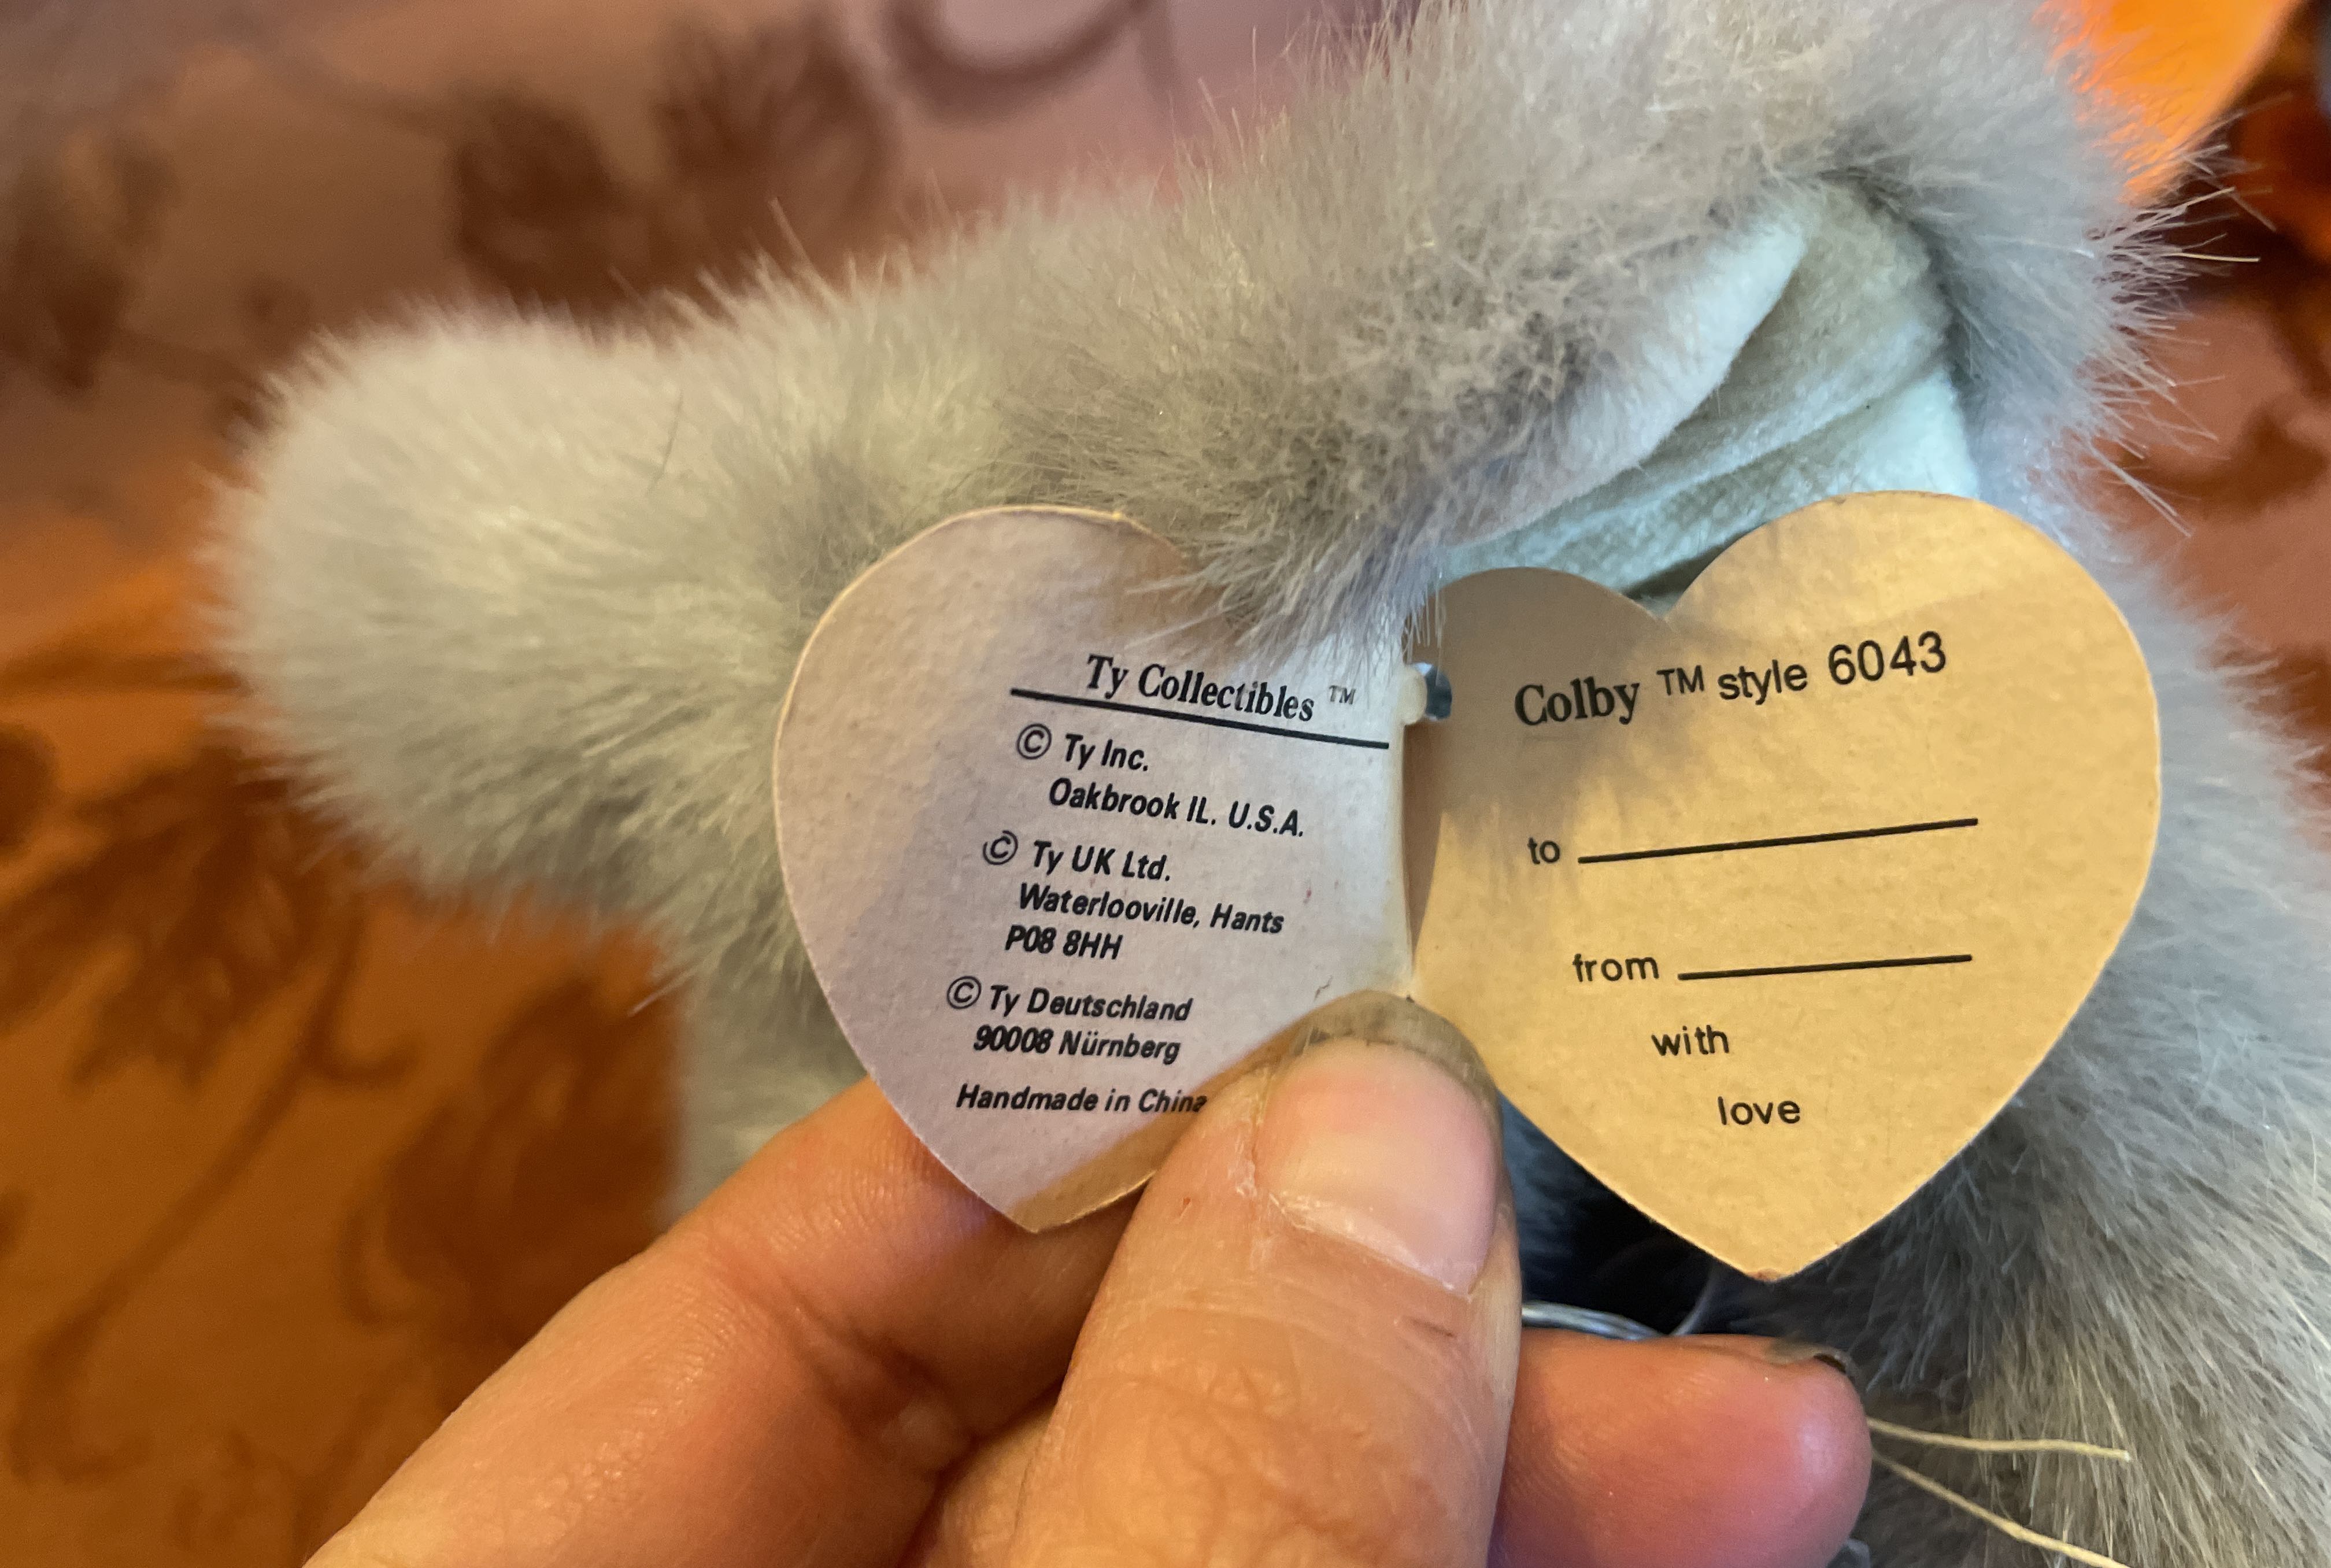 Ty Collectibles ™
© Ty Inc.
Oakbrook IL. U.S.A.
© Ty UK Ltd.
Waterlooville, Hants
P08 8HH
© Ty Deutschland
90008 Nürnberg
Handmade in China
Colby ™ style 6043
to
from
with
love